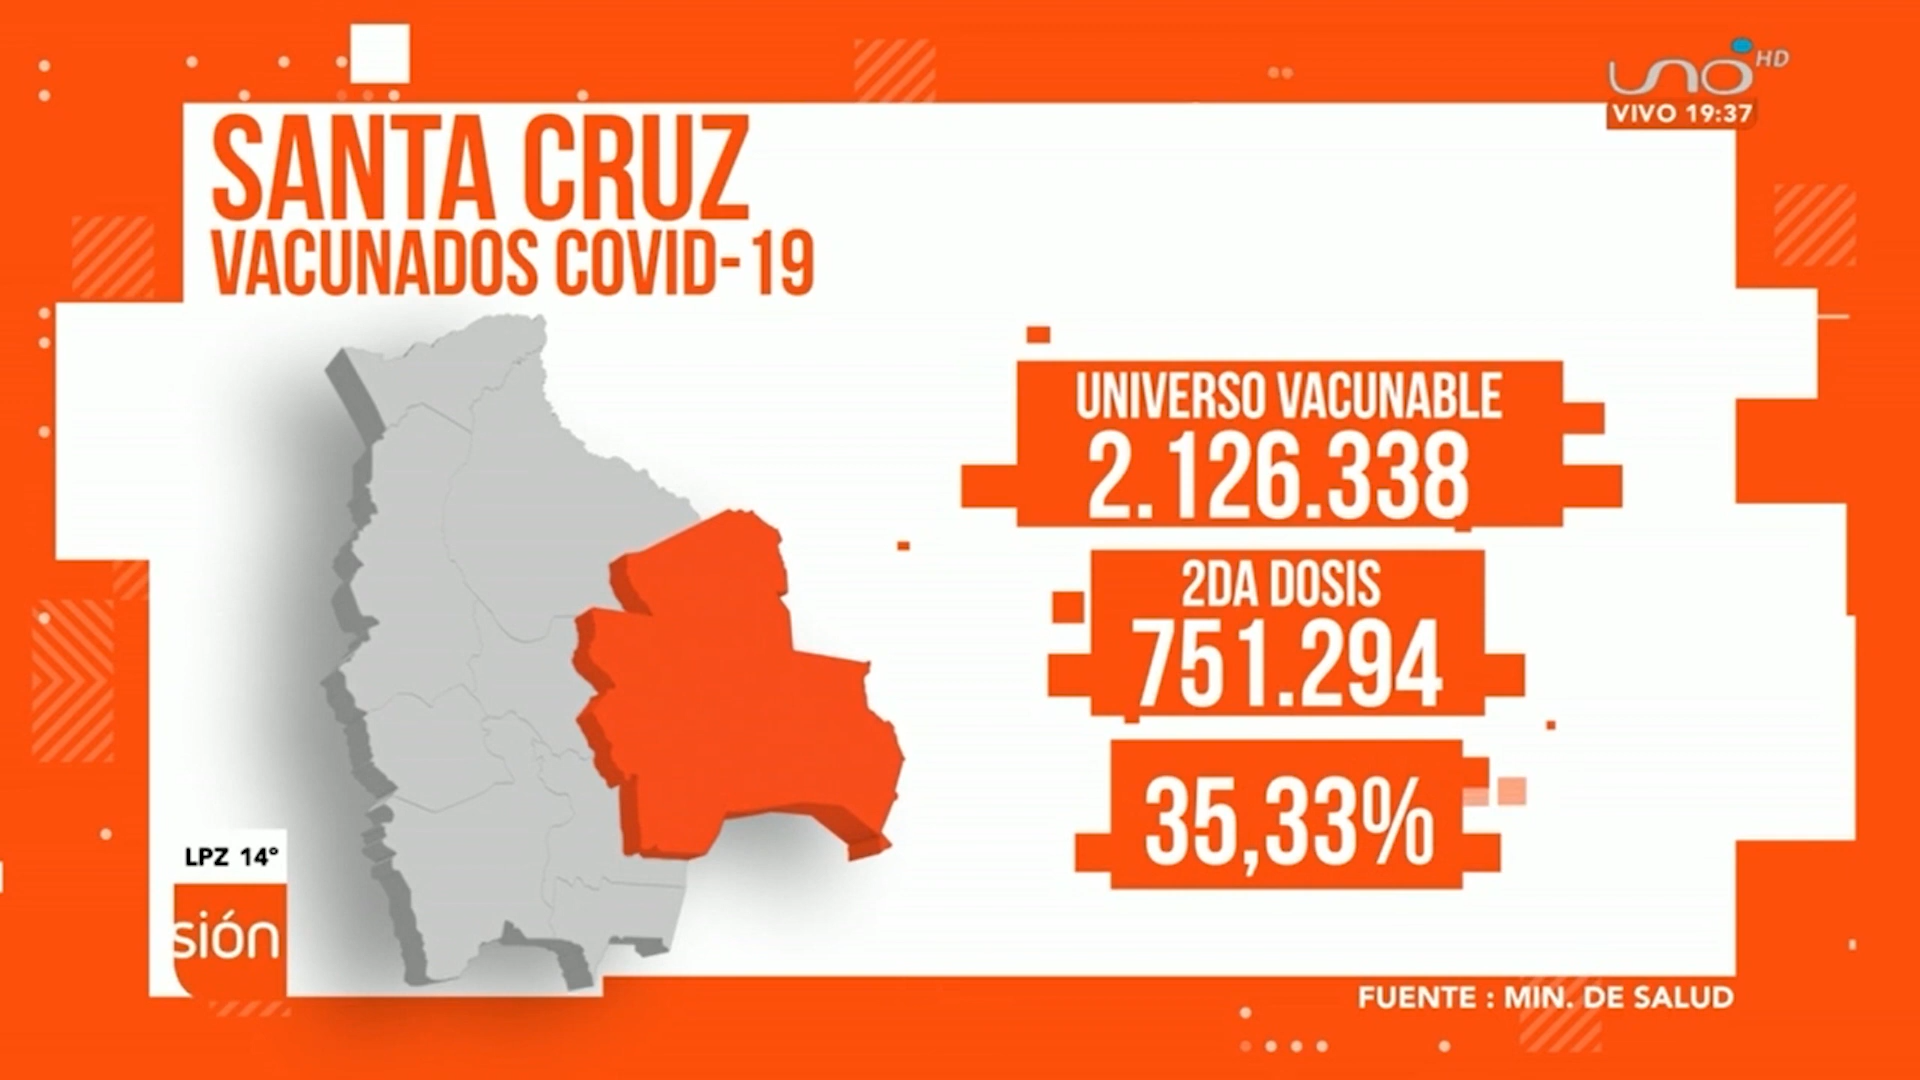 UNO HD
VIVO 19:37
SANTA CRUZ
VACUNADOS COVID-19
UNIVERSO VACUNABLE
2.126.338
2DA DOSIS
751.294
35,33%
LPZ 14°
sión
FUENTE : MIN. DE SALUD